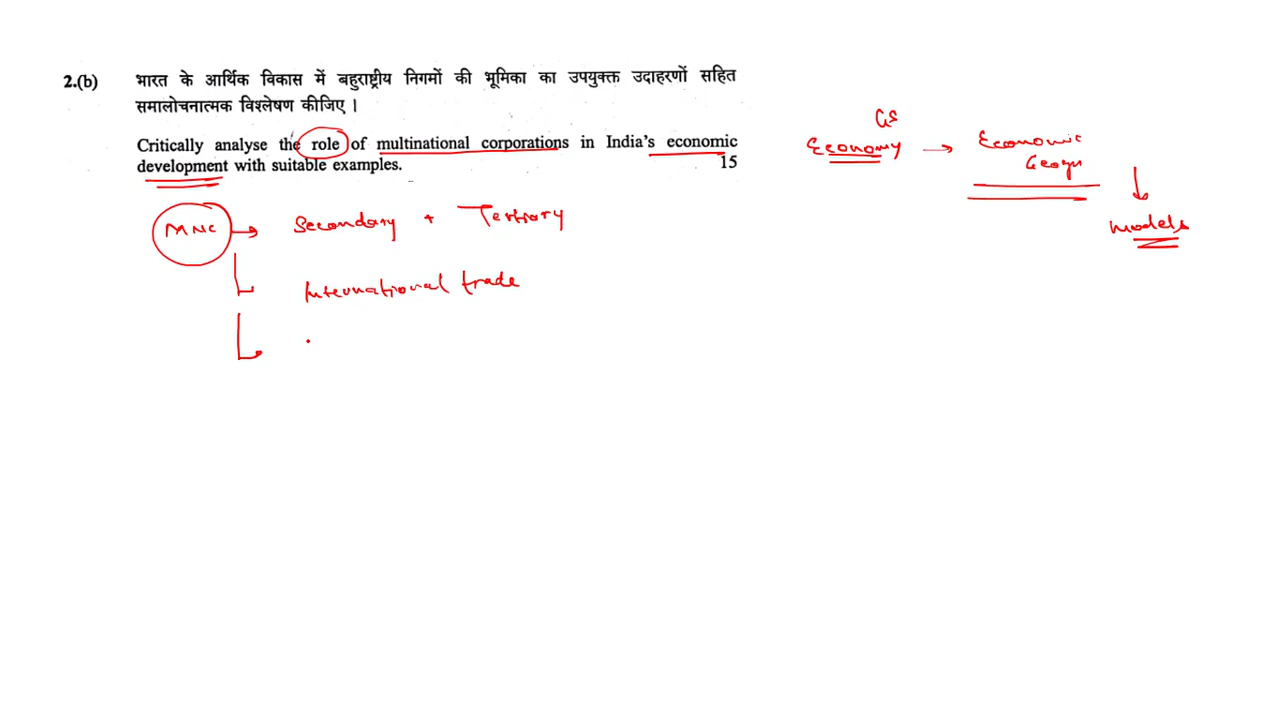 2.(b) भारत के आर्थिक विकास में बहुराष्ट्रीय निगमों की भूमिका का उपयुक्त उदाहरणों सहित
समालोचनात्मक विश्लेषण कीजिए ।
Critically analyse the role of multinational corporations in India's economic
development with suitable examples. 15
GS
Economy → Economic
Geogr
Models
MNC → Secondary + Tertiary
International trade